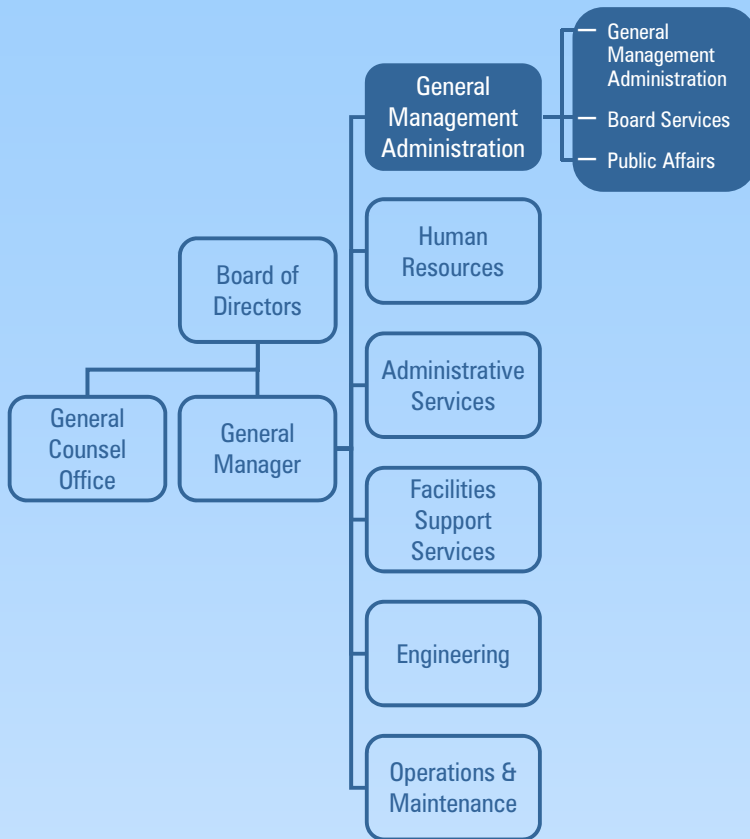 General
Management
Administration
General
Management
Administration
Board Services
Public Affairs
Human
Resources
Board of
Directors
Administrative
Services
General
Counsel
Office
General
Manager
Facilities
Support
Services
Engineering
Operations &
Maintenance